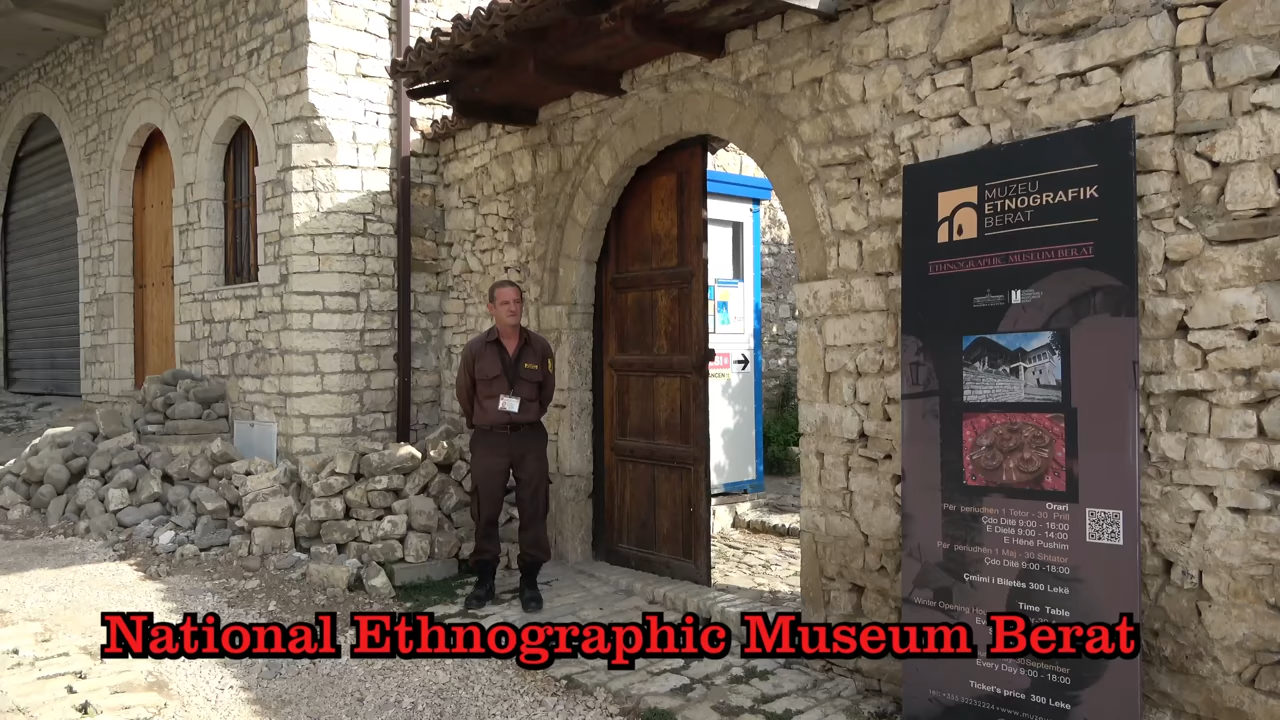 MUZEU
ETNOGRAFIK
BERAT
ETHNOGRAPHIC MUSEUM BERAT
Orari
Për periudhën 1 Tetor - 30 Prill
Çdo Ditë 9:00 - 16:00
E Dielë 9:00 - 14:00
E Hënë Pushim
Për periudhën 1 Maj - 30 Shtator
Çdo Ditë 9:00 -18:00
Çmimi i Biletës 300 Lekë
Time Table
Winter Opening
National Ethnographic Museum Berat
September
Every Day 9:00 - 18:00
Ticket's price 300 Leke